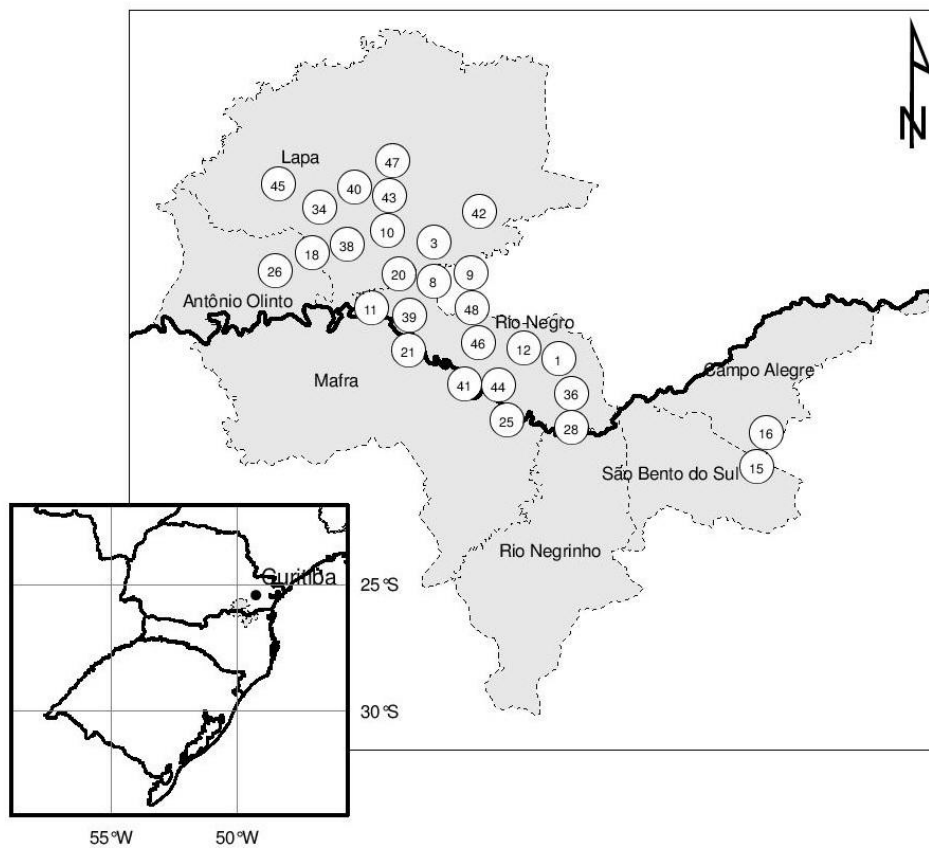 N
47
Lapa
45
40
43
34
42
10
3
38
18
26
20
8
9
Antônio Olinto
11
39
48
Rio Negro
46
12
21
1
Mafra
Campo Alegre
41
44
36
25
28
16
15
São Bento do Sul
Rio Negrinho
Curitiba
25°S
30°S
55°W
50°W